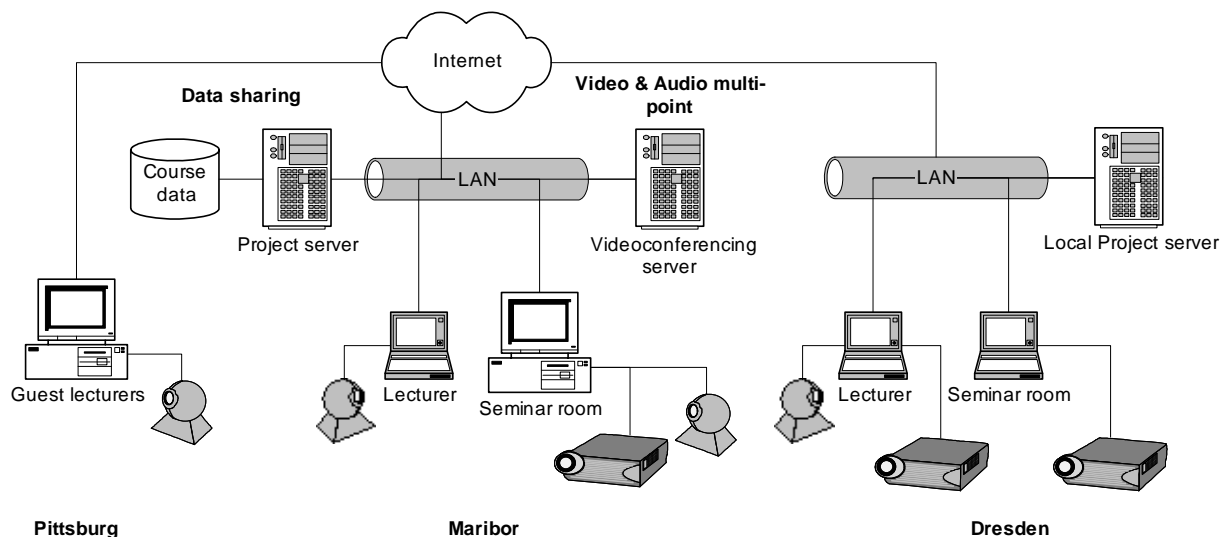 Internet
Data sharing
Video & Audio multi-
point
Course
data
LAN
LAN
Project server
Videoconferencing
server
Local Project server
Guest lecturers
Lecturer
Seminar room
Lecturer
Seminar room
Pittsburg
Maribor
Dresden